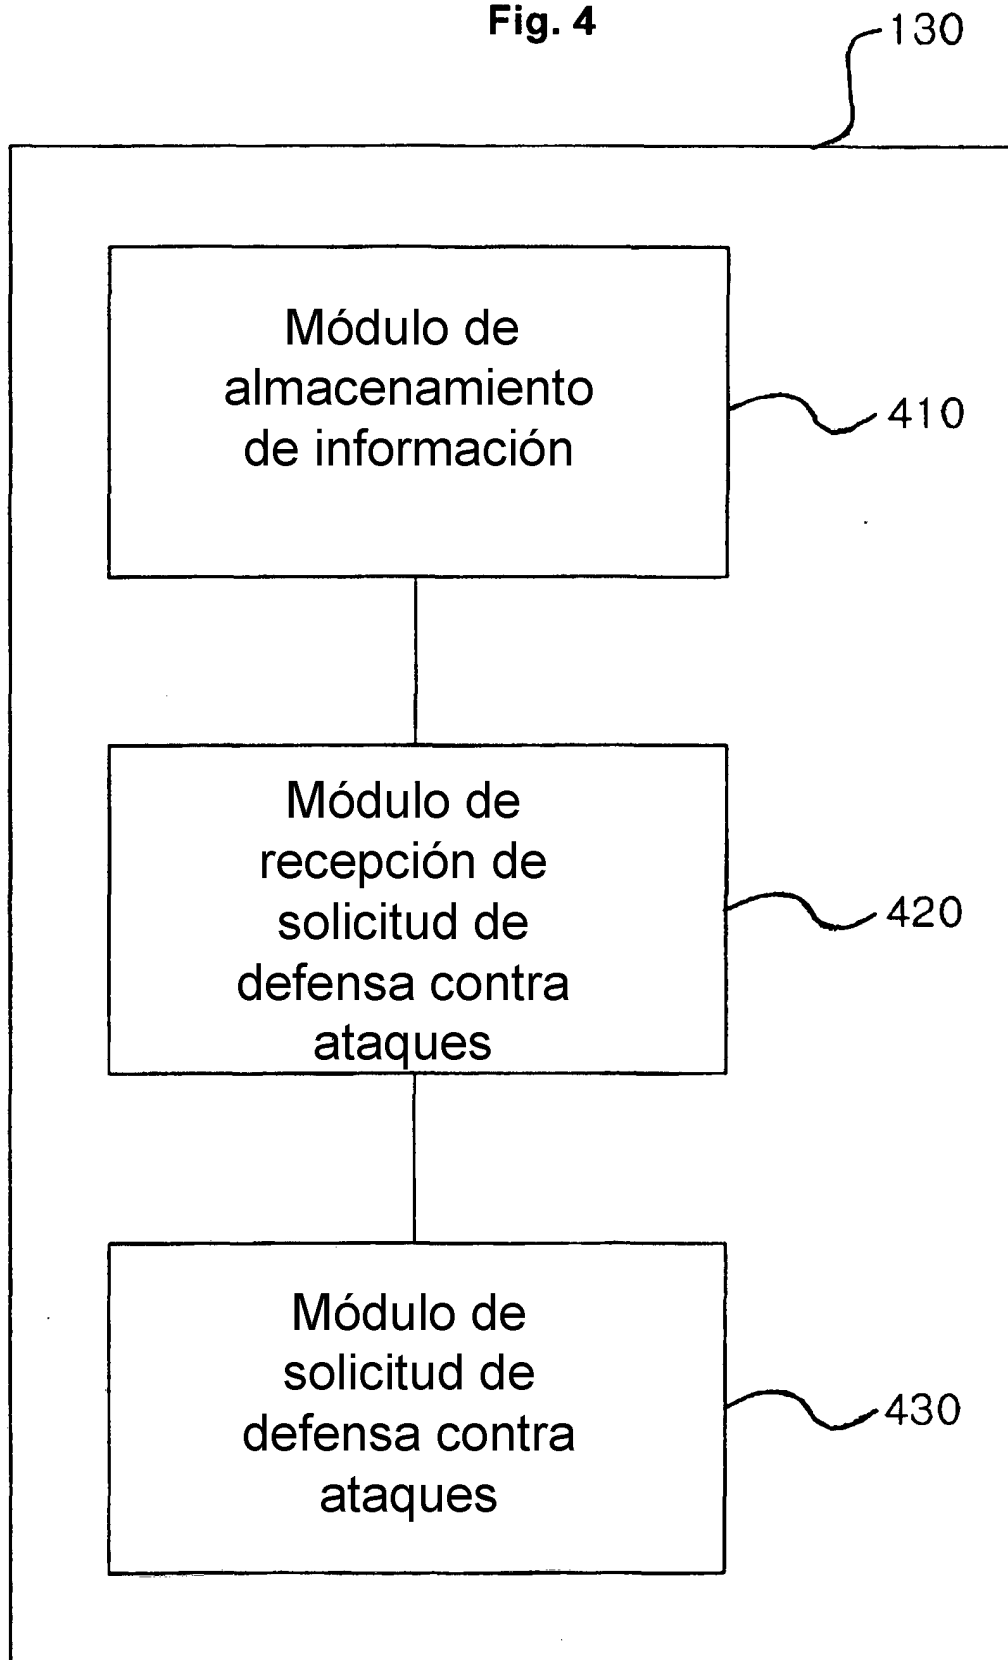 Fig. 4
130
Módulo de
almacenamiento
de información
410
Módulo de
recepción de
solicitud de
defensa contra
ataques
420
Módulo de
solicitud de
defensa contra
ataques
430